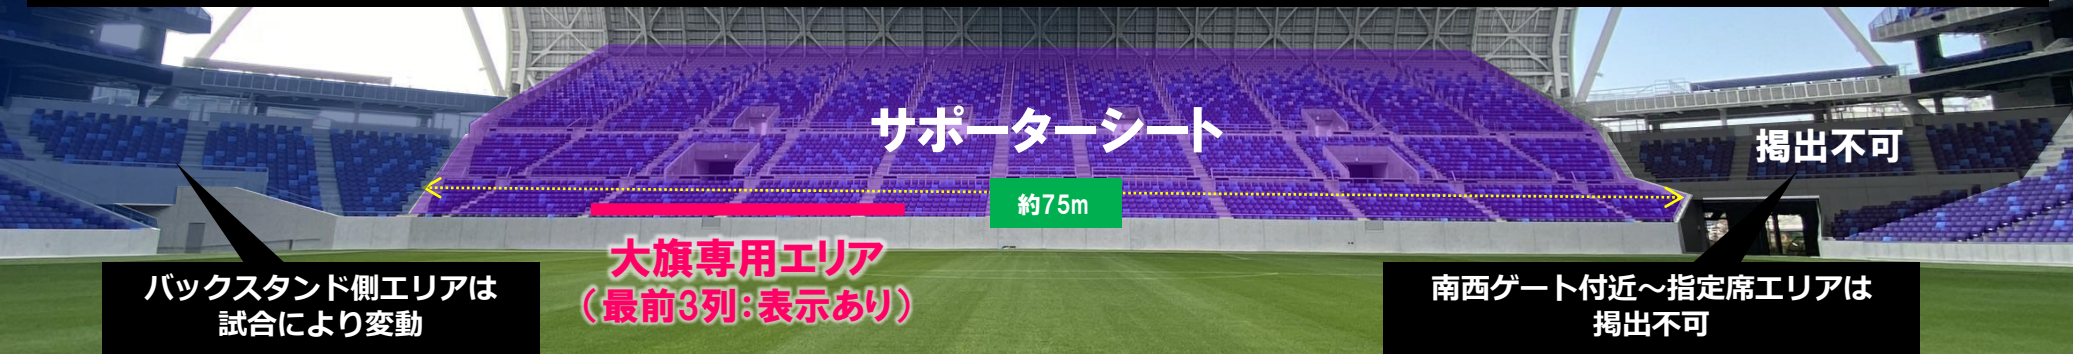 サポーターシート
掲出不可
約75m
大旗専用エリア
（最前3列：表示あり）
バックスタンド側エリアは
試合により変動
南西ゲート付近～指定席エリアは
掲出不可